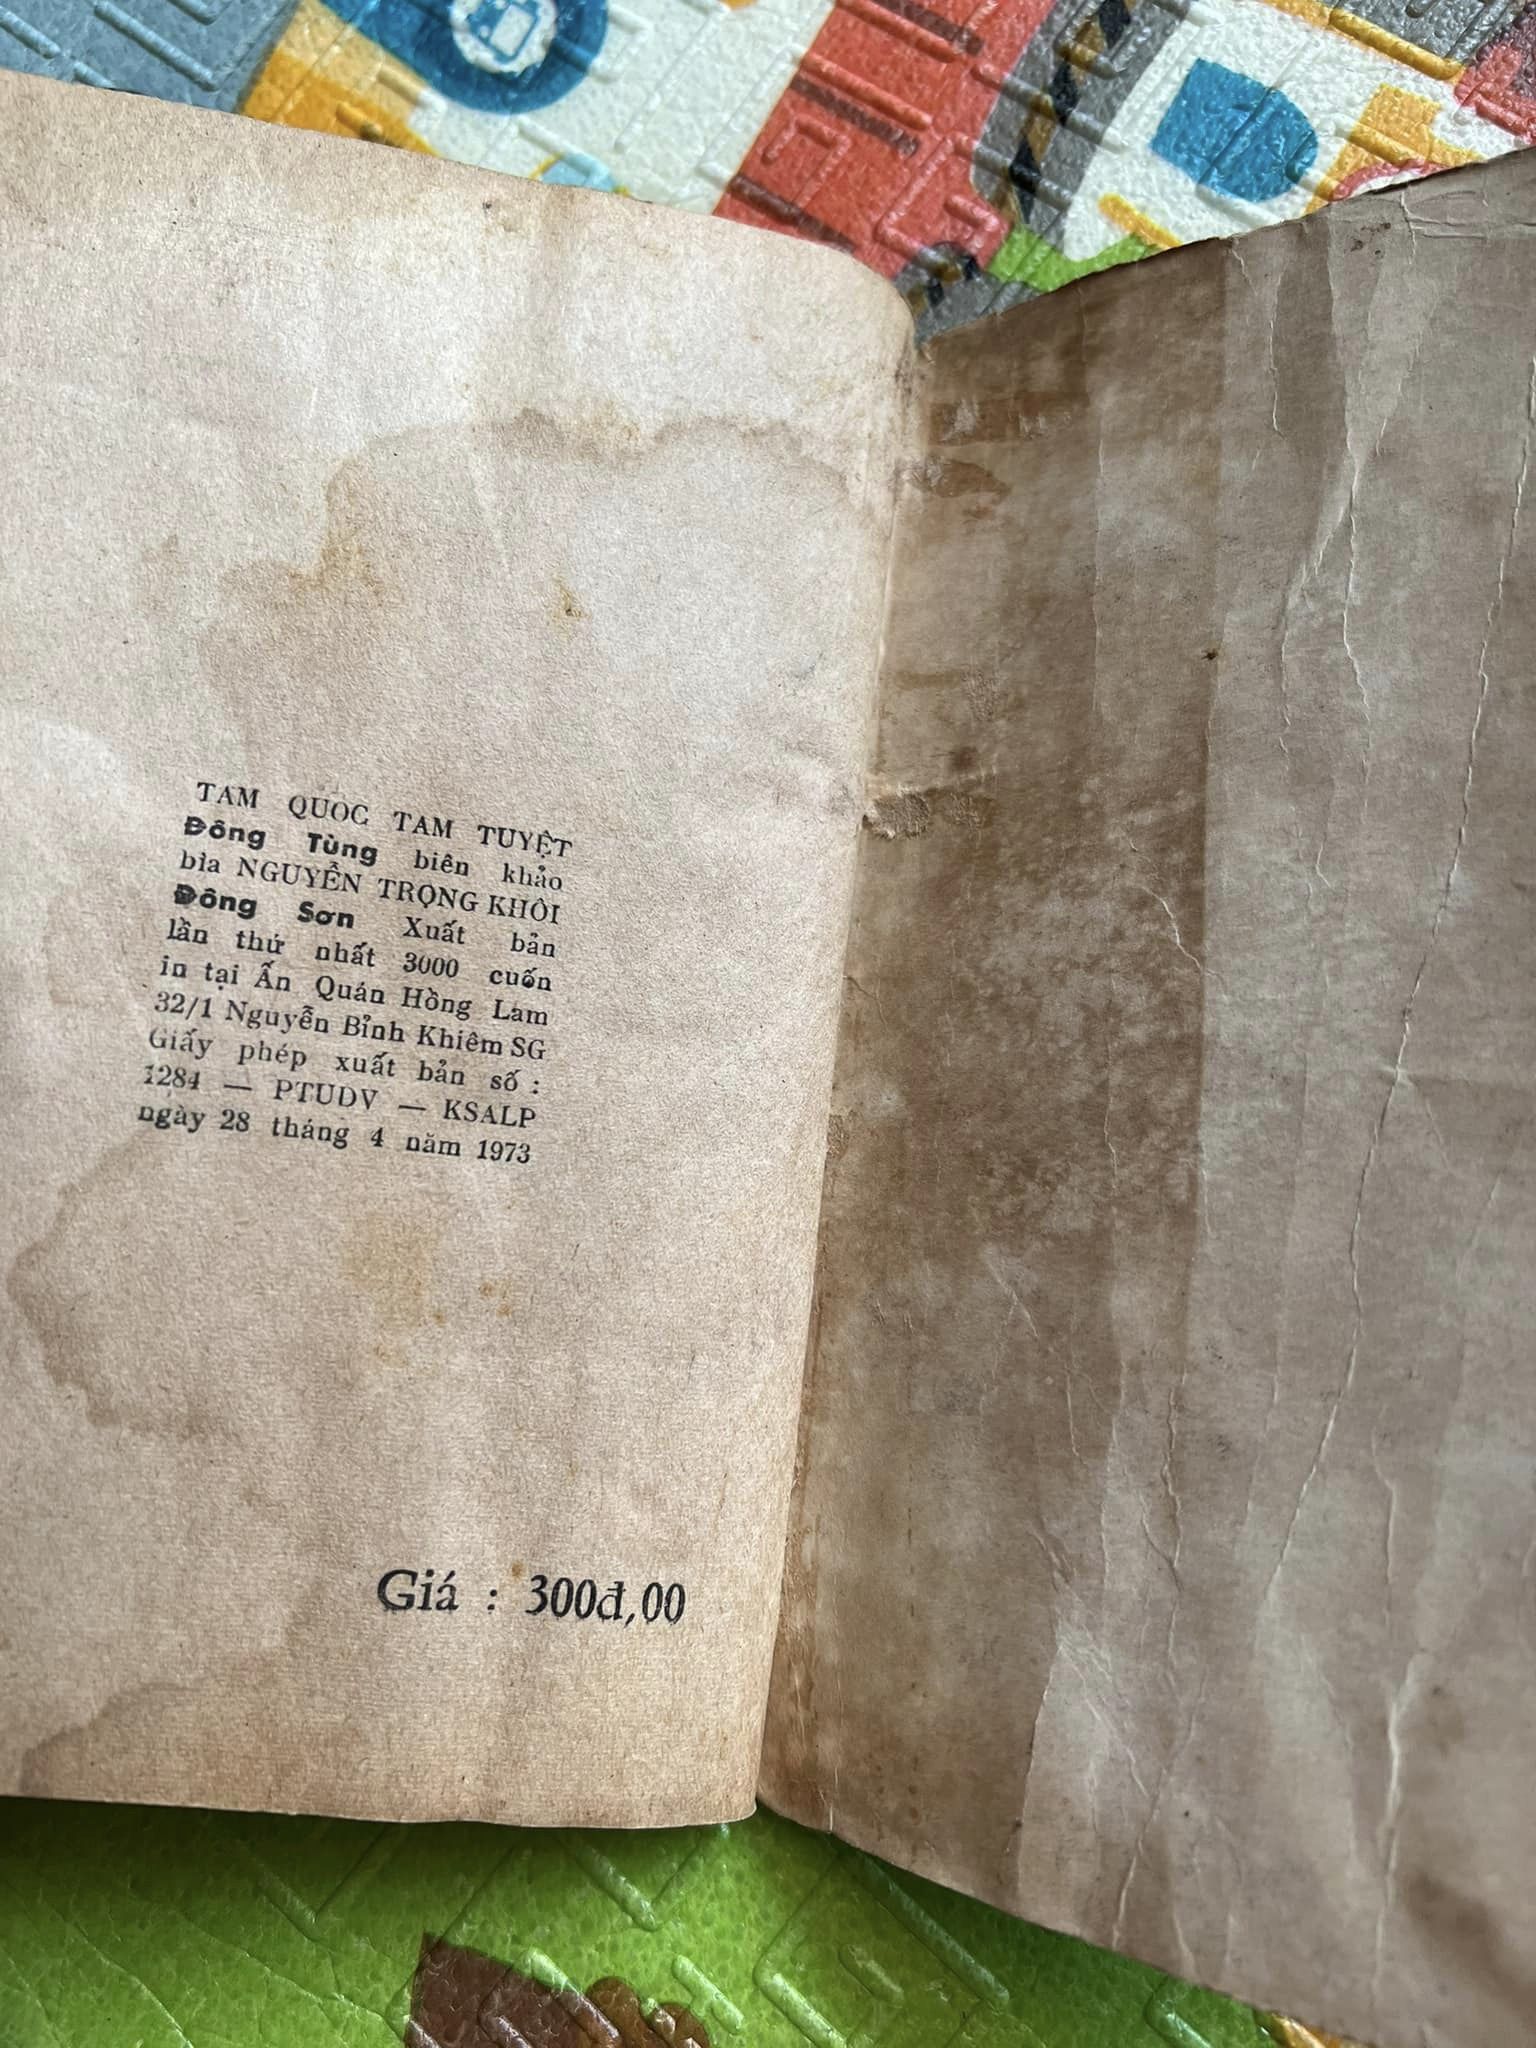 TAM QUOC TAM TUYỆT
Đông Tùng biên khảo
bìa NGUYỄN TRỌNG KHÔI
Đông Sơn Xuất bản
lần thứ nhất 3000 cuốn
in tại Ấn Quán Hồng Lam
32/1 Nguyễn Bỉnh Khiêm SG
Giấy phép xuất bản số :
1284 — PTUDV — KSALP
ngày 28 tháng 4 năm 1973
Giá : 300đ,00